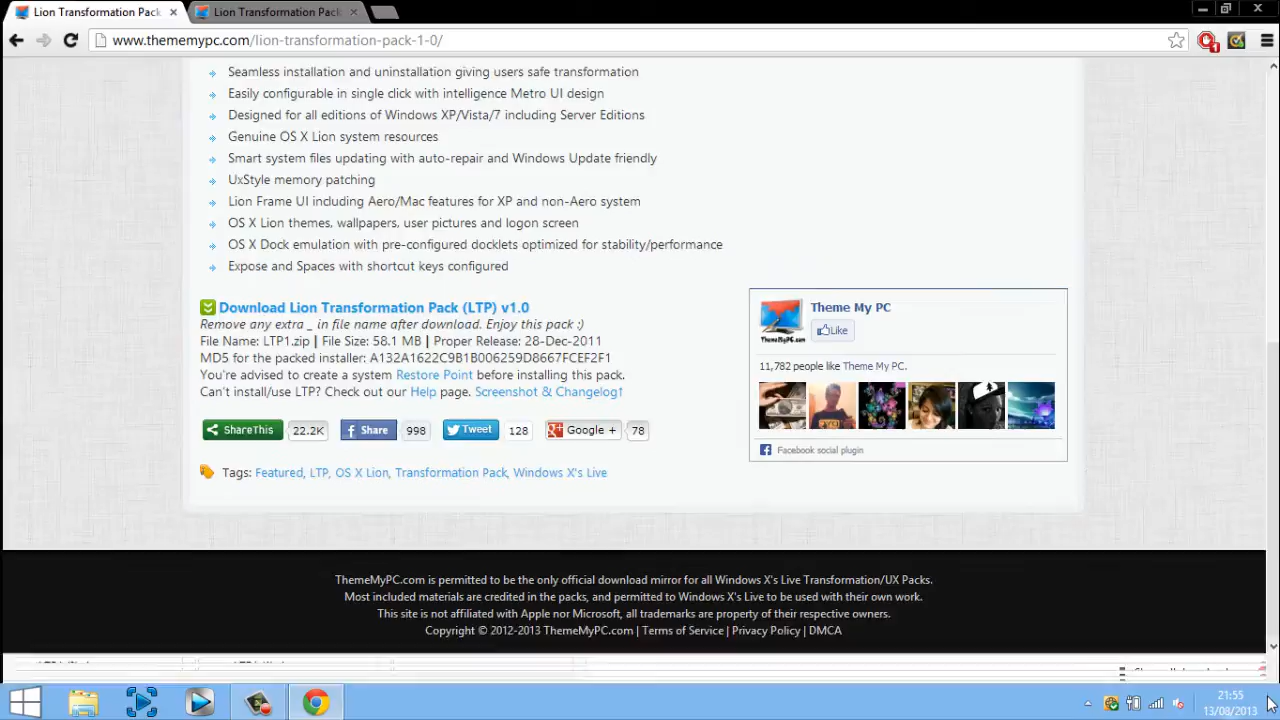 Lion Transformation Pack
Lion Transformation Pack
www.thememypc.com/lion-transformation-pack-1-0/
1
Seamless installation and uninstallation giving users safe transformation
Easily configurable in single click with intelligence Metro UI design
Designed for all editions of Windows XP/Vista/7 including Server Editions
Genuine OS X Lion system resources
Smart system files updating with auto-repair and Windows Update friendly
UxStyle memory patching
Lion Frame UI including Aero/Mac features for XP and non-Aero system
OS X Lion themes, wallpapers, user pictures and logon screen
OS X Dock emulation with pre-configured docklets optimized for stability/performance
Expose and Spaces with shortcut keys configured
Download Lion Transformation Pack (LTP) v1.0
Remove any extra _ in file name after download. Enjoy this pack :)
File Name: LTP1.zip | File Size: 58.1 MB | Proper Release: 28-Dec-2011
MD5 for the packed installer: A132A1622C9B1B006259D8667FCEF2F1
You're advised to create a system Restore Point before installing this pack.
Can't install/use LTP? Check out our Help page. Screenshot & Changelog↑
ShareThis 22.2K Share 998 Tweet 128 Google + 78
Tags: Featured, LTP, OS X Lion, Transformation Pack, Windows X's Live
Theme My PC
ThemeMyPC.com
Like
11,782 people like Theme My PC.
Facebook social plugin
ThemeMyPC.com is permitted to be the only official download mirror for all Windows X's Live Transformation/UX Packs.
Most included materials are credited in the packs, and permitted to Windows X's Live to be used with their own work.
This site is not affiliated with Apple nor Microsoft, all trademarks are property of their respective owners.
Copyright © 2012-2013 ThemeMyPC.com | Terms of Service | Privacy Policy | DMCA
21:55
13/08/2013